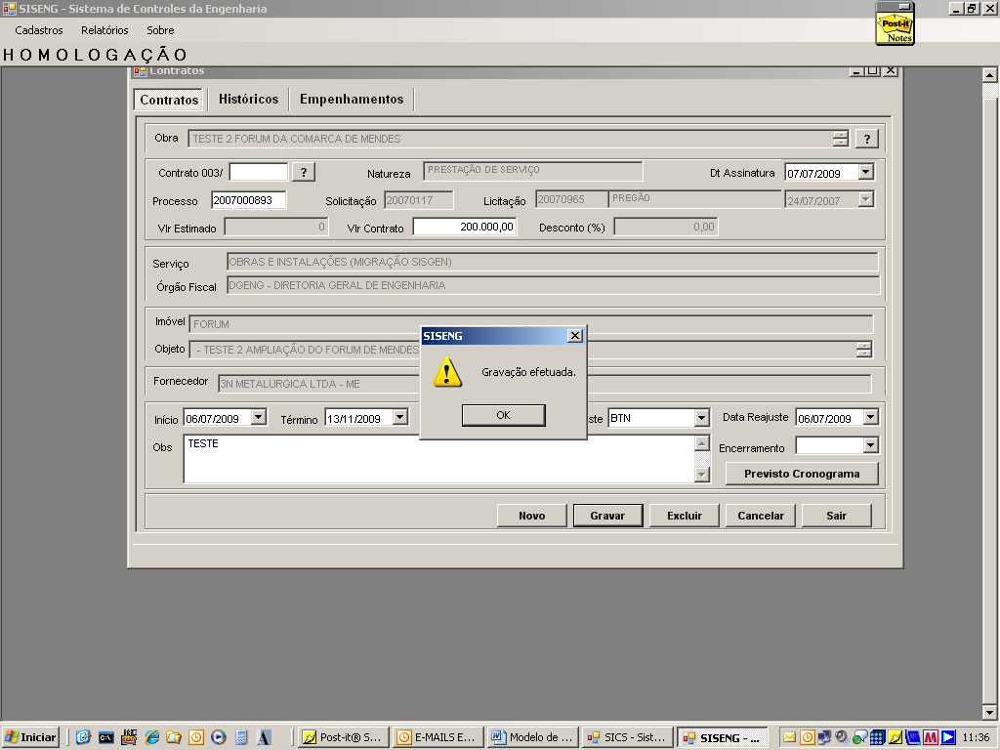 SISENG - Sistema de Controles da Engenharia
Post-it® Notes
Cadastros Relatórios Sobre
HOMOLOGAÇÃO
Contratos
Contratos Históricos Empenhamentos
Obra TESTE 2 FORUM DA COMARCA DE MENDES ?
Contrato 003/ ? Natureza PRESTAÇÃO DE SERVIÇO Dt Assinatura 07/07/2009
Processo 2007000893 Solicitação 20070117 Licitação 20070965 PREGÃO 24/07/2007
Vlr Estimado 0 Vlr Contrato 200.000,00 Desconto (%) 0,00
Serviço OBRAS E INSTALAÇÕES (MIGRAÇÃO SISGEN)
Órgão Fiscal DGENG - DIRETORIA GERAL DE ENGENHARIA
Imóvel FORUM
Objeto - TESTE 2 AMPLIAÇÃO DO FORUM DE MENDES
Fornecedor 3N METALURGICA LTDA - ME
SISENG
Gravação efetuada.
OK
Início 06/07/2009 Término 13/11/2009 ste BTN Data Reajuste 06/07/2009
Obs TESTE Encerramento
Previsto Cronograma
Novo Gravar Excluir Cancelar Sair
Iniciar Post-it® S... E-MAILS E... Modelo de ... SICS - Sist... SISENG - ... 11:36